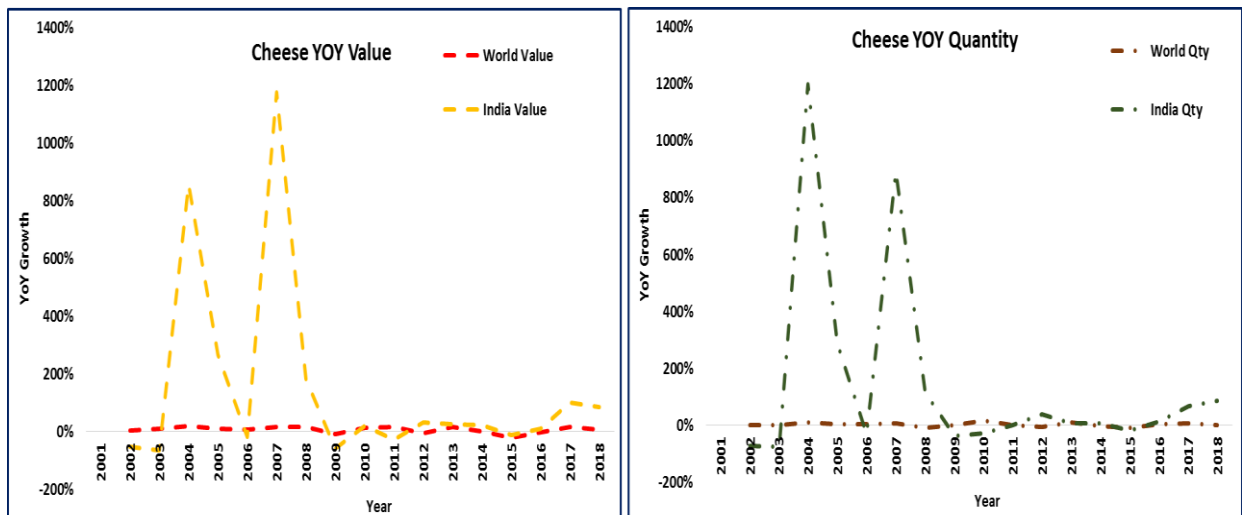 Cheese YOY Value
World Value
India Value
1400%
1200%
1000%
800%
600%
400%
200%
0%
-200%
YoY Growth
2001 2002 2003 2004 2005 2006 2007 2008 2009 2010 2011 2012 2013 2014 2015 2016 2017 2018
Year
Cheese YOY Quantity
World Qty
India Qty
1400%
1200%
1000%
800%
600%
400%
200%
0%
-200%
YoY Growth
2001 2002 2003 2004 2005 2006 2007 2008 2009 2010 2011 2012 2013 2014 2015 2016 2017 2018
Year